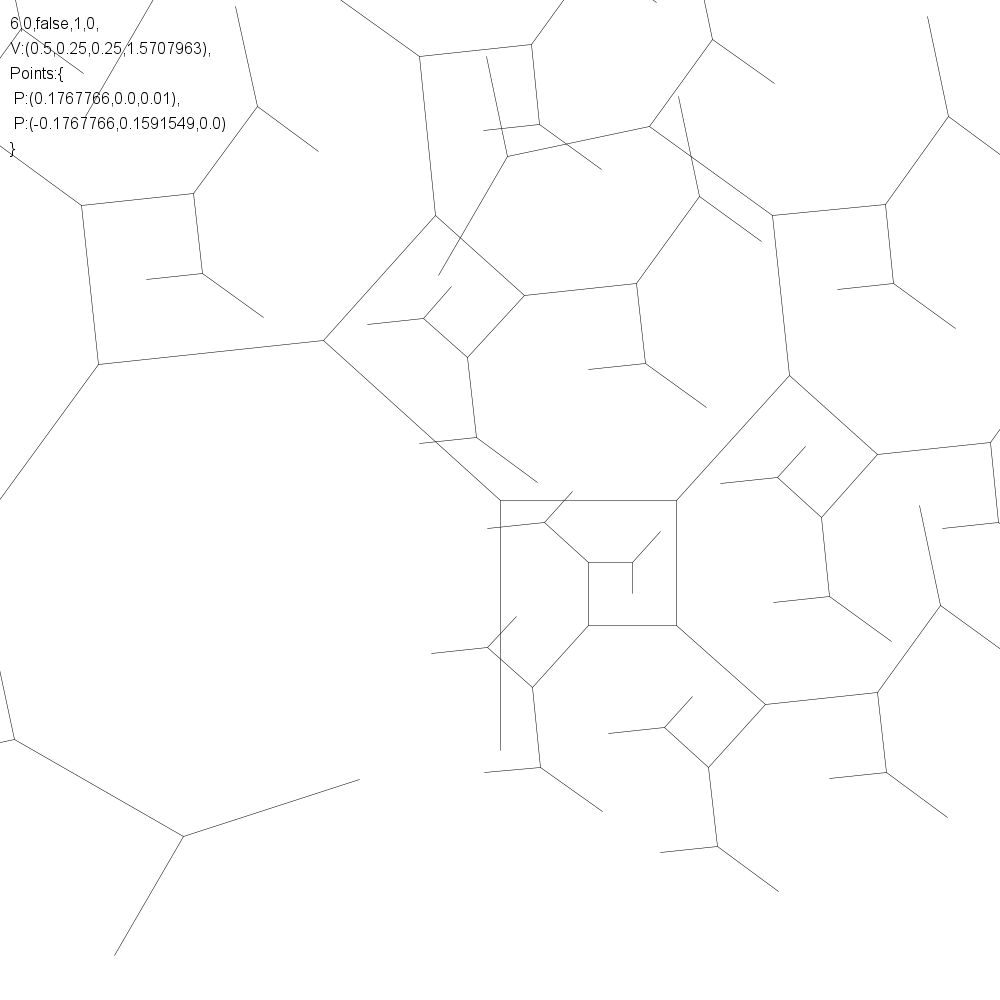 6,0,false,1,0,
V:(0.5,0.25,0.25,1.5707963),
Points:{
P:(0.1767766,0.0,0.01),
P:(-0.1767766,0.1591549,0.0)
}